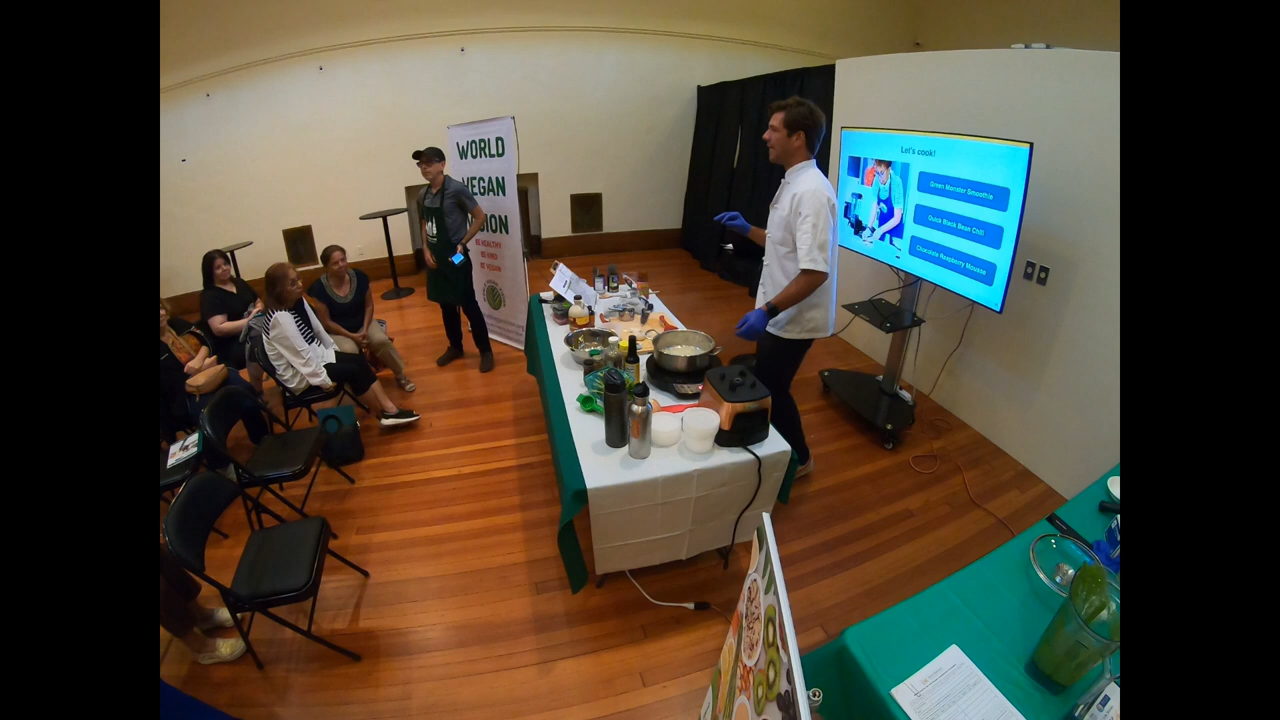 WORLD
VEGAN
VISION
BE HEALTHY
BE KIND
BE VEGAN
Let's cook!
Green Monster Smoothie
Quick Black Bean Chili
Chocolate Raspberry Mousse